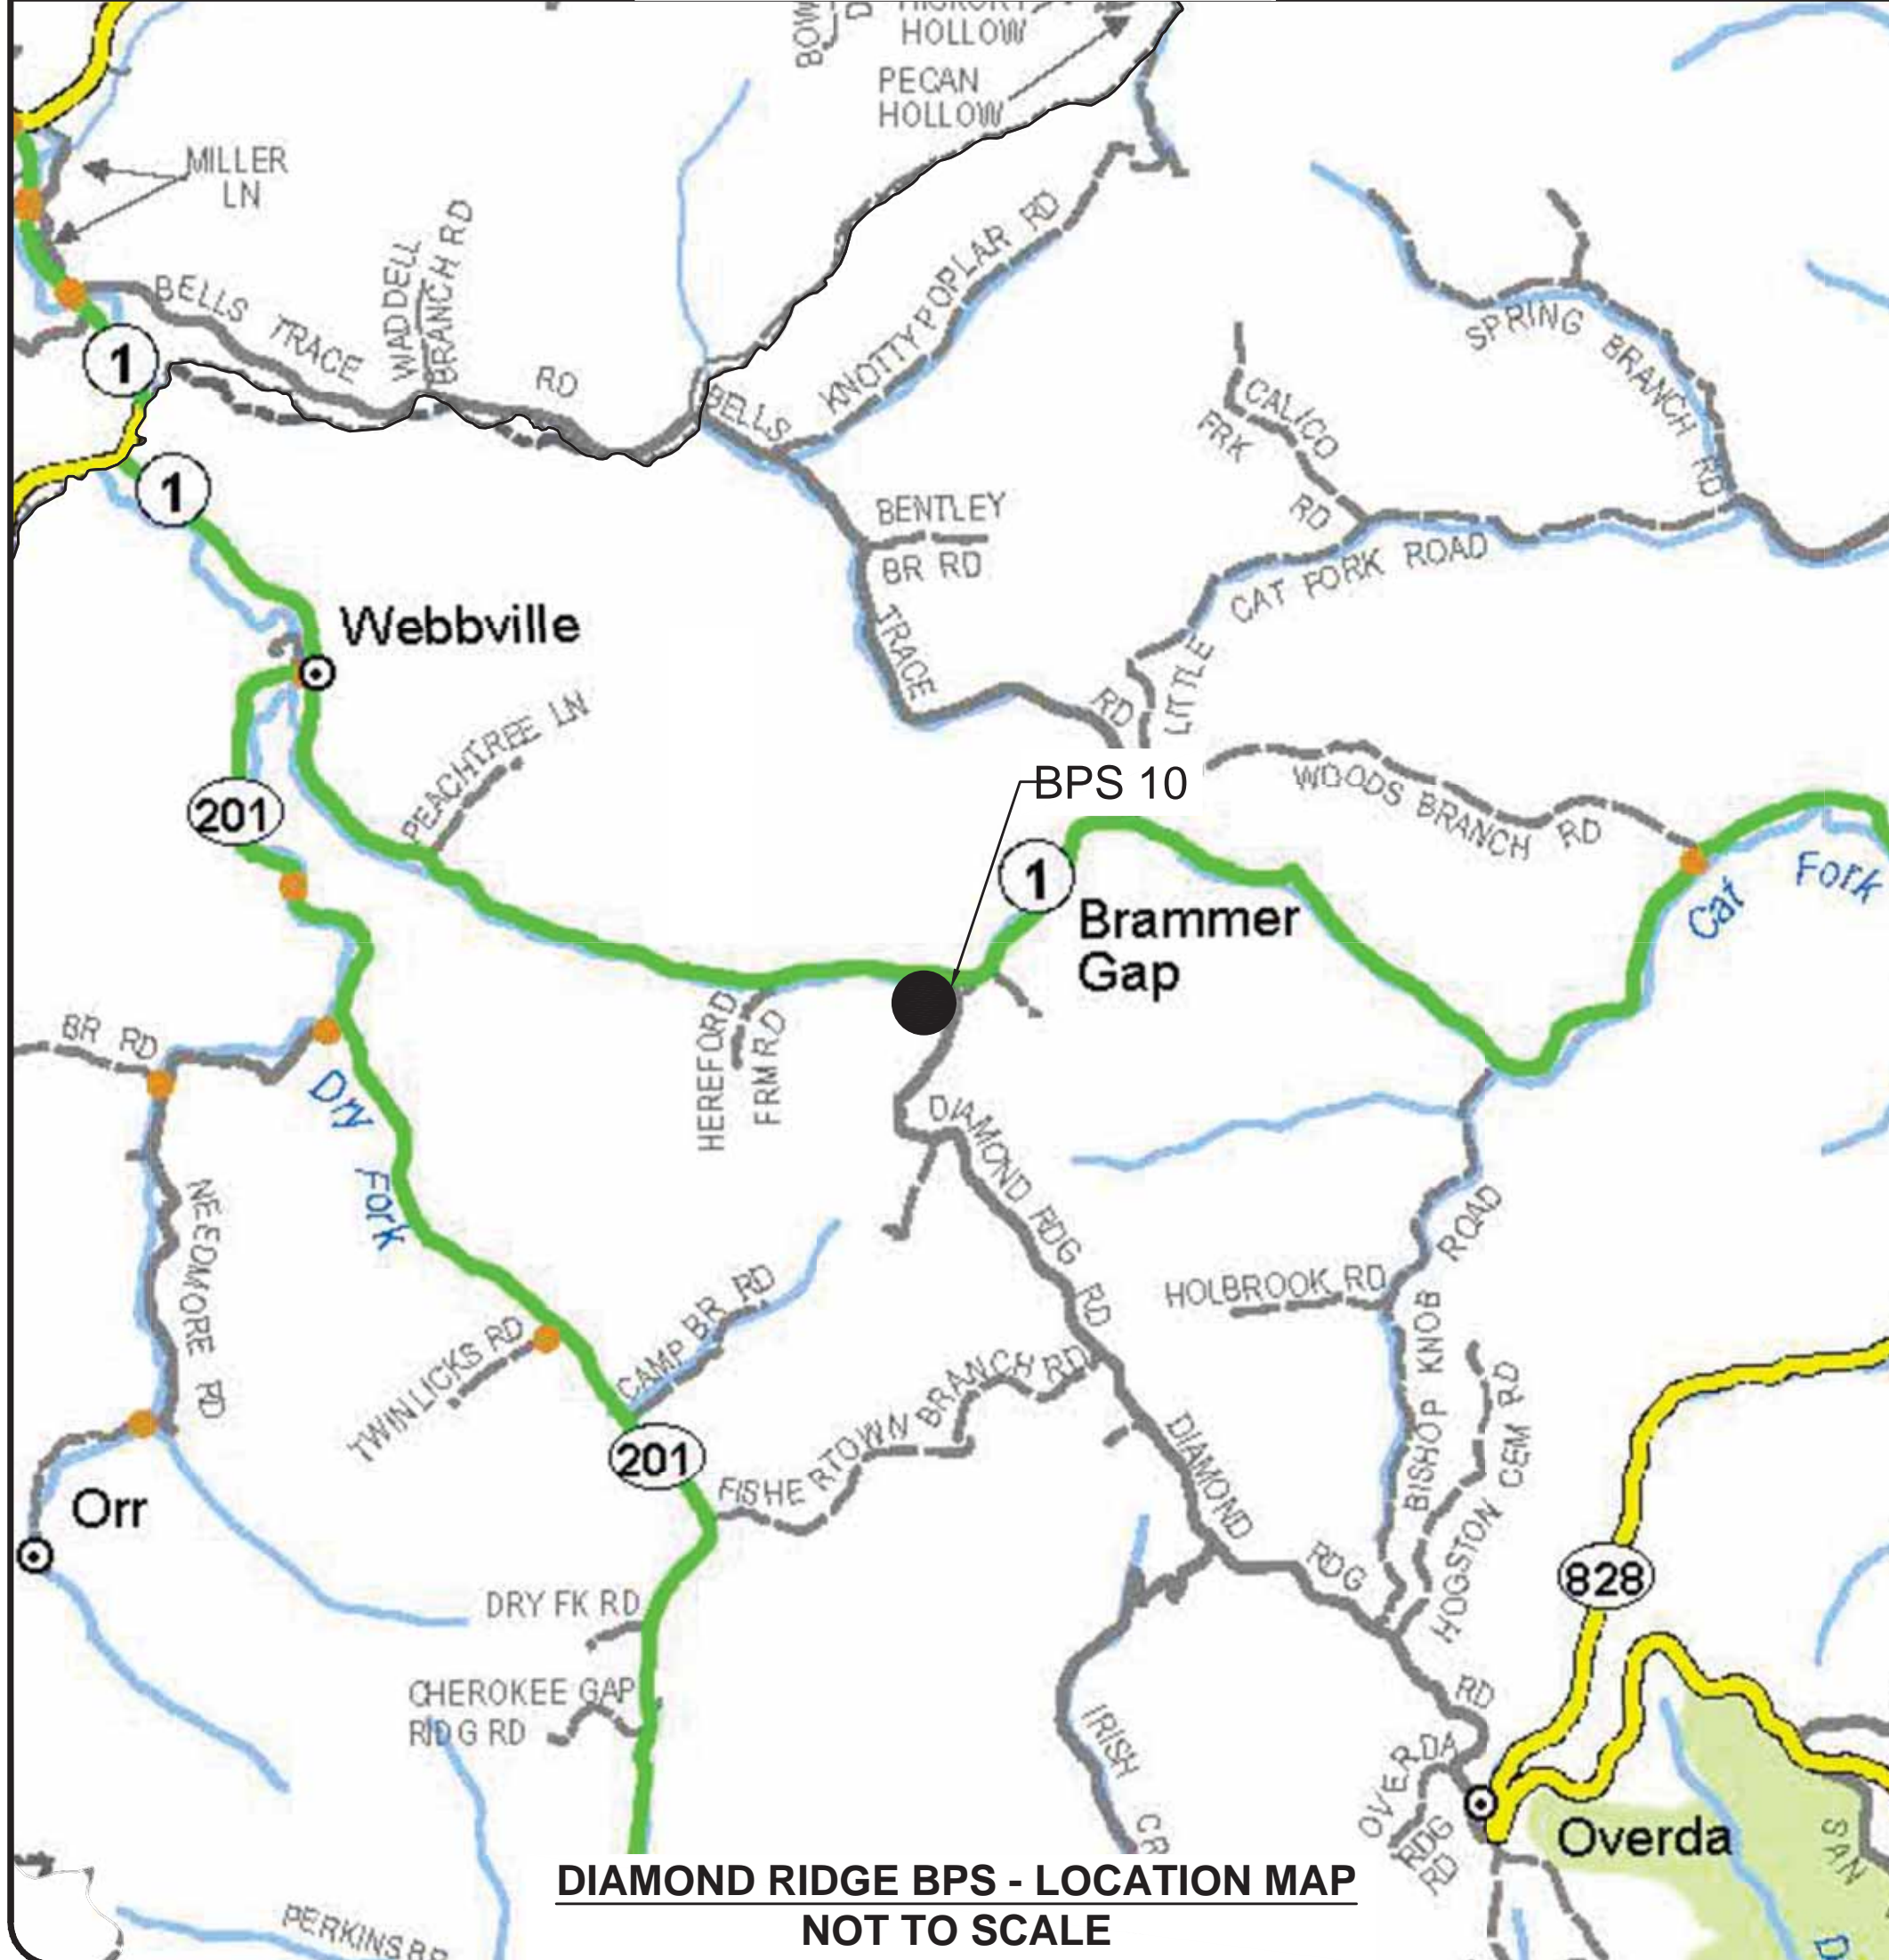 HICKORY
HOLLOW
PECAN
HOLLOW
MILLER
LN
WADDELL
BRANCH RD
BELLS TRACE
RD
1
1
BELLS
KNOTTY POPLAR RD
SPRING BRANCH
RD
CALICO
FRK
RD
BENTLEY
BR RD
CAT FORK ROAD
LITTLE
TRACE
RD
Webbville
PEACHTREE LN
201
BPS 10
WOODS BRANCH RD
1
Brammer
Gap
Cat Fork
HEREFORD
FRM RD
BR RD
Dry
Fork
DIAMOND RDG
RD
NEEDMORE RD
ROAD
HOLBROOK RD
BISHOP KNOB
HOGSTON CEM RD
CAMP BR RD
TWIN LICKS RD
201
FISHERTOWN BRANCH RD
DIAMOND
RDG
RD
Orr
828
DRY FK RD
CHEROKEE GAP
RIDG RD
IRISH
CR
OVERDA
RDG
RD
Overda
SAN
D
PERKINS BR
DIAMOND RIDGE BPS - LOCATION MAP
NOT TO SCALE